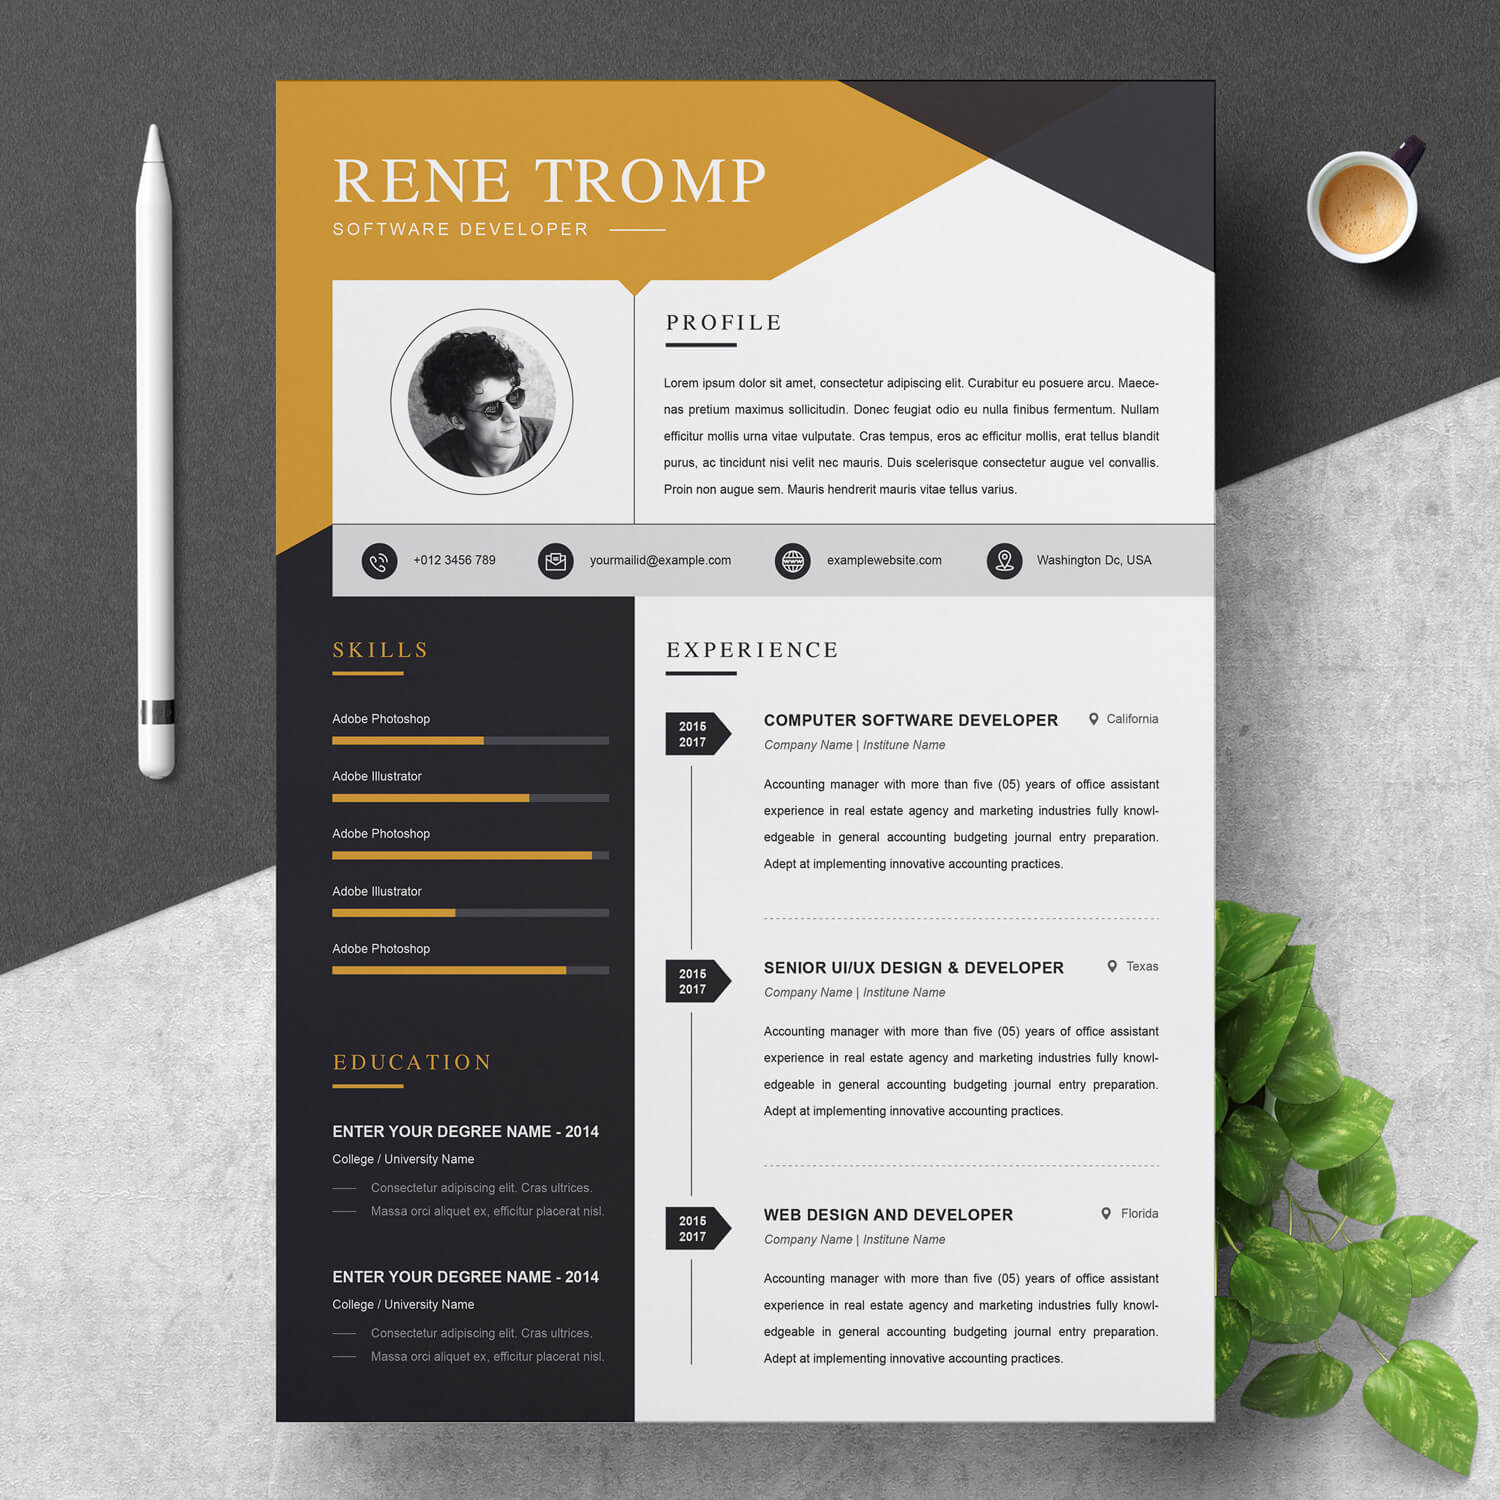 RENE TROMP
SOFTWARE DEVELOPER
PROFILE
Lorem ipsum dolor sit amet, consectetur adipiscing elit. Curabitur eu posuere arcu. Maece-
nas pretium maximus sollicitudin. Donec feugiat odio eu nulla finibus fermentum. Nullam
efficitur mollis urna vitae vulputate. Cras tempus, eros ac efficitur mollis, erat tellus blandit
purus, ac tincidunt nisi velit nec mauris. Duis scelerisque consectetur augue vel convallis.
Proin non augue sem. Mauris hendrerit mauris vitae tellus varius.
+012 3456 789
yourmailid@example.com
WWW
examplewebsite.com
Washington Dc, USA
SKILLS
Adobe Photoshop
Adobe Illustrator
Adobe Photoshop
Adobe Illustrator
Adobe Photoshop
EDUCATION
ENTER YOUR DEGREE NAME - 2014
College / University Name
Consectetur adipiscing elit. Cras ultrices.
Massa orci aliquet ex, efficitur placerat nisl.
ENTER YOUR DEGREE NAME - 2014
College / University Name
Consectetur adipiscing elit. Cras ultrices.
Massa orci aliquet ex, efficitur placerat nisl.
EXPERIENCE
2015
2017
COMPUTER SOFTWARE DEVELOPER
California
Company Name | Institune Name
Accounting manager with more than five (05) years of office assistant
experience in real estate agency and marketing industries fully knowl-
edgeable in general accounting budgeting journal entry preparation.
Adept at implementing innovative accounting practices.
2015
2017
SENIOR UI/UX DESIGN & DEVELOPER
Texas
Company Name | Institune Name
Accounting manager with more than five (05) years of office assistant
experience in real estate agency and marketing industries fully knowl-
edgeable in general accounting budgeting journal entry preparation.
Adept at implementing innovative accounting practices.
2015
2017
WEB DESIGN AND DEVELOPER
Florida
Company Name | Institune Name
Accounting manager with more than five (05) years of office assistant
experience in real estate agency and marketing industries fully knowl-
edgeable in general accounting budgeting journal entry preparation.
Adept at implementing innovative accounting practices.